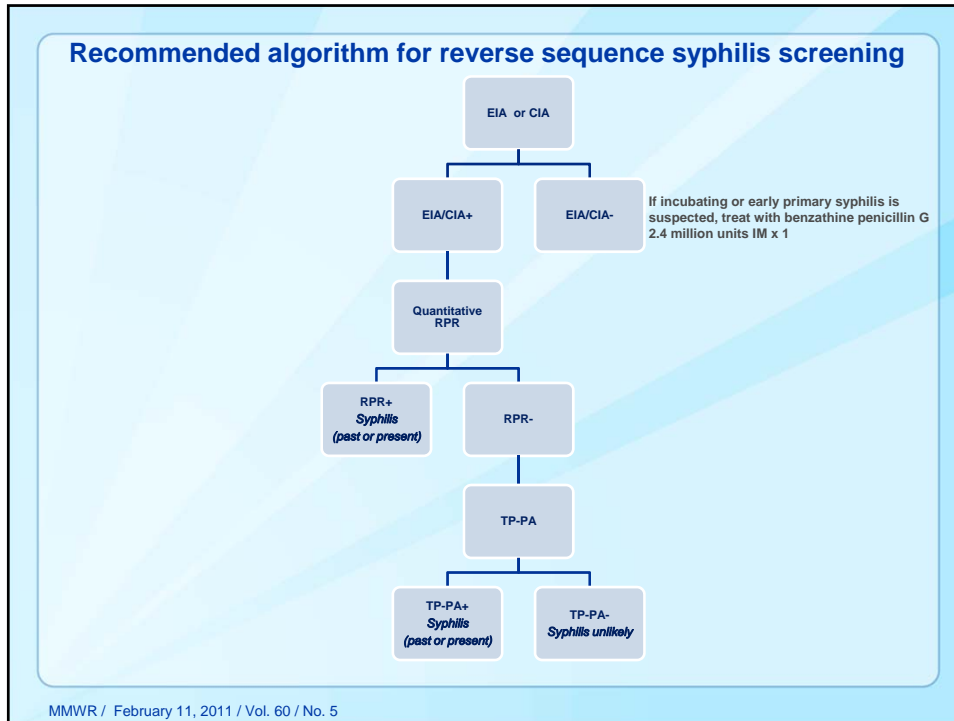 Recommended algorithm for reverse sequence syphilis screening
EIA or CIA
EIA/CIA+
EIA/CIA-
If incubating or early primary syphilis is
suspected, treat with benzathine penicillin G
2.4 million units IM x 1
Quantitative
RPR
RPR+
Syphilis
(past or present)
RPR-
TP-PA
TP-PA+
Syphilis
(past or present)
TP-PA-
Syphilis unlikely
MMWR / February 11, 2011 / Vol. 60 / No. 5